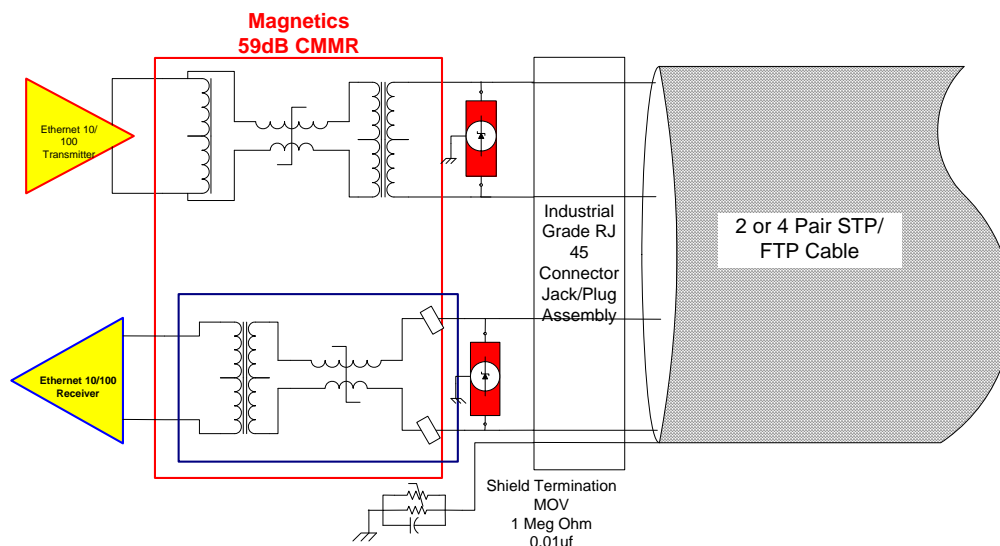 Magnetics
59dB CMMR
Ethernet 10/
100
Transmitter
Industrial
Grade RJ
45
Connector
Jack/Plug
Assembly
2 or 4 Pair STP/
FTP Cable
Ethernet 10/100
Receiver
Shield Termination
MOV
1 Meg Ohm
0.01uf